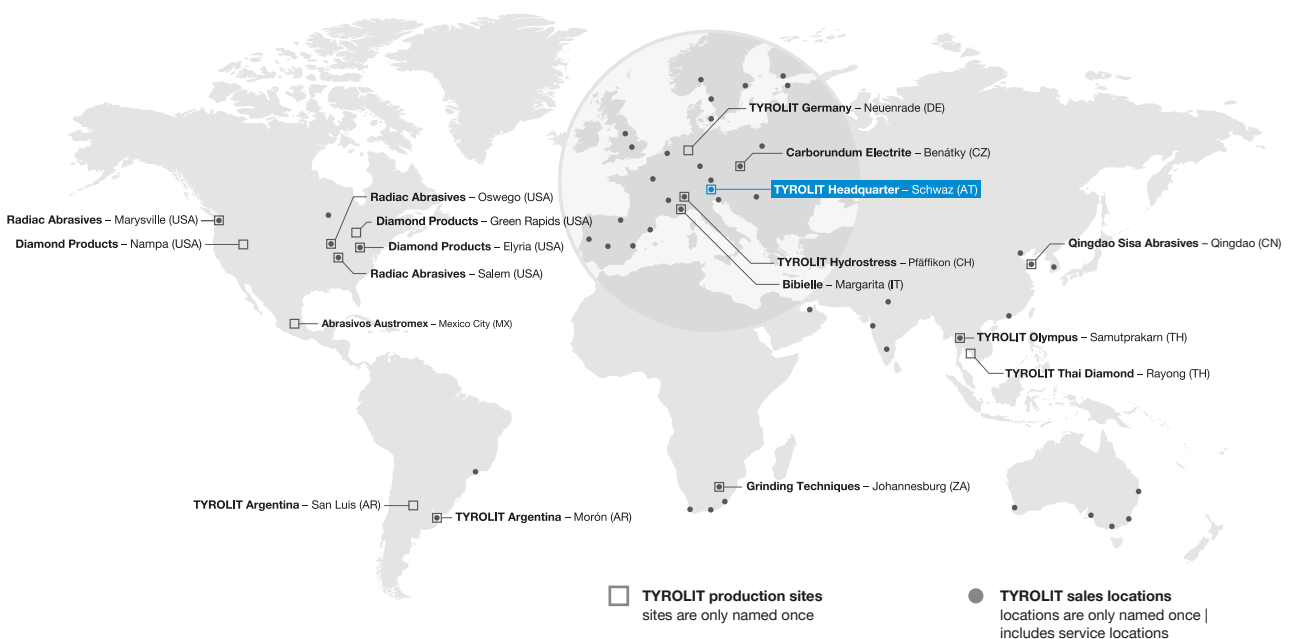 TYROLIT Germany – Neuenrade (DE)
Carborundum Electrite – Benátky (CZ)
TYROLIT Headquarter – Schwaz (AT)
Radiac Abrasives – Oswego (USA)
Radiac Abrasives – Marysville (USA)
Diamond Products – Green Rapids (USA)
Diamond Products – Nampa (USA)
Diamond Products – Elyria (USA)
Qingdao Sisa Abrasives – Qingdao (CN)
TYROLIT Hydrostress – Pfäffikon (CH)
Radiac Abrasives – Salem (USA)
Bibielle – Margarita (IT)
Abrasivos Austromex – Mexico City (MX)
TYROLIT Olympus – Samutprakarn (TH)
TYROLIT Thai Diamond – Rayong (TH)
Grinding Techniques – Johannesburg (ZA)
TYROLIT Argentina – San Luis (AR)
TYROLIT Argentina – Morón (AR)
TYROLIT production sites
sites are only named once
TYROLIT sales locations
locations are only named once |
includes service locations